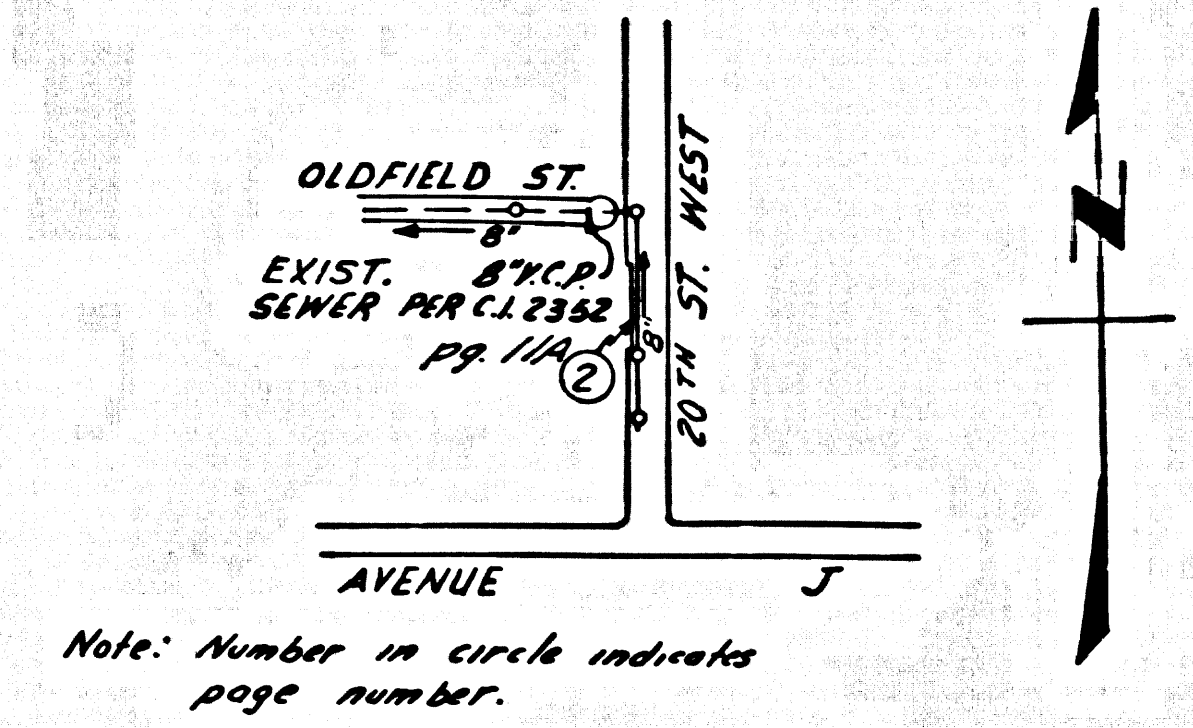 OLDFIELD ST.
8"
EXIST. 8" V.C.P.
SEWER PER C.I. 2352
pg. 11A
2
8"
20TH ST. WEST
N
AVENUE J
Note: Number in circle indicates
page number.